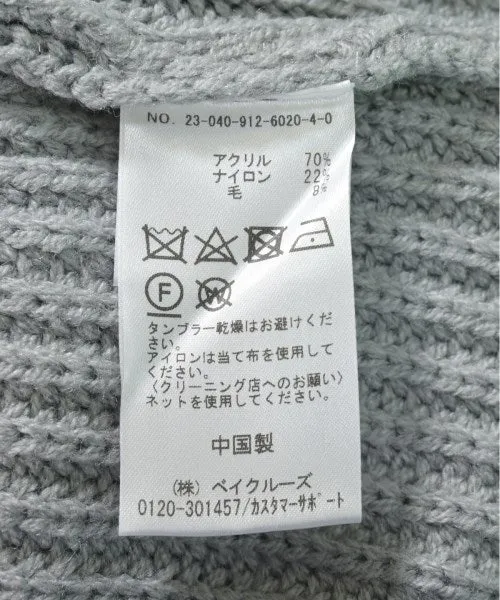 NO. 23-040-912-6020-4-0
アクリル 70%
ナイロン 22%
毛 8%
F W
タンブラー乾燥はお避けくだ
さい。
アイロンは当て布を使用して
ください。
〈クリーニング店へのお願い〉
ネットを使用してください。
中国製
(株) ベイクルーズ
0120-301457/カスタマーサポート